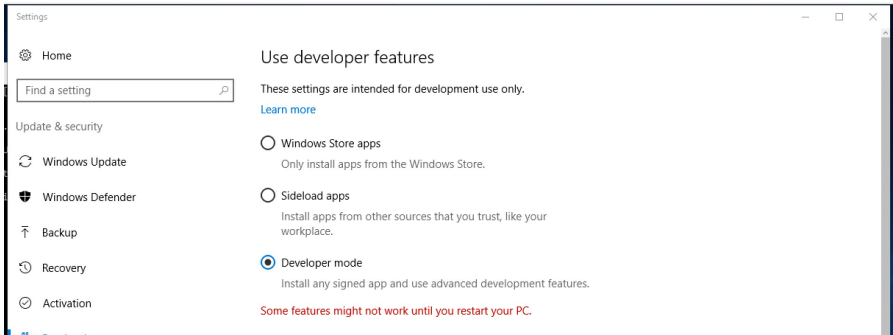 Settings
Home
Find a setting
Update & security
Windows Update
Windows Defender
Backup
Recovery
Activation
Use developer features
These settings are intended for development use only.
Learn more
Windows Store apps
Only install apps from the Windows Store.
Sideload apps
Install apps from other sources that you trust, like your
workplace.
Developer mode
Install any signed app and use advanced development features.
Some features might not work until you restart your PC.